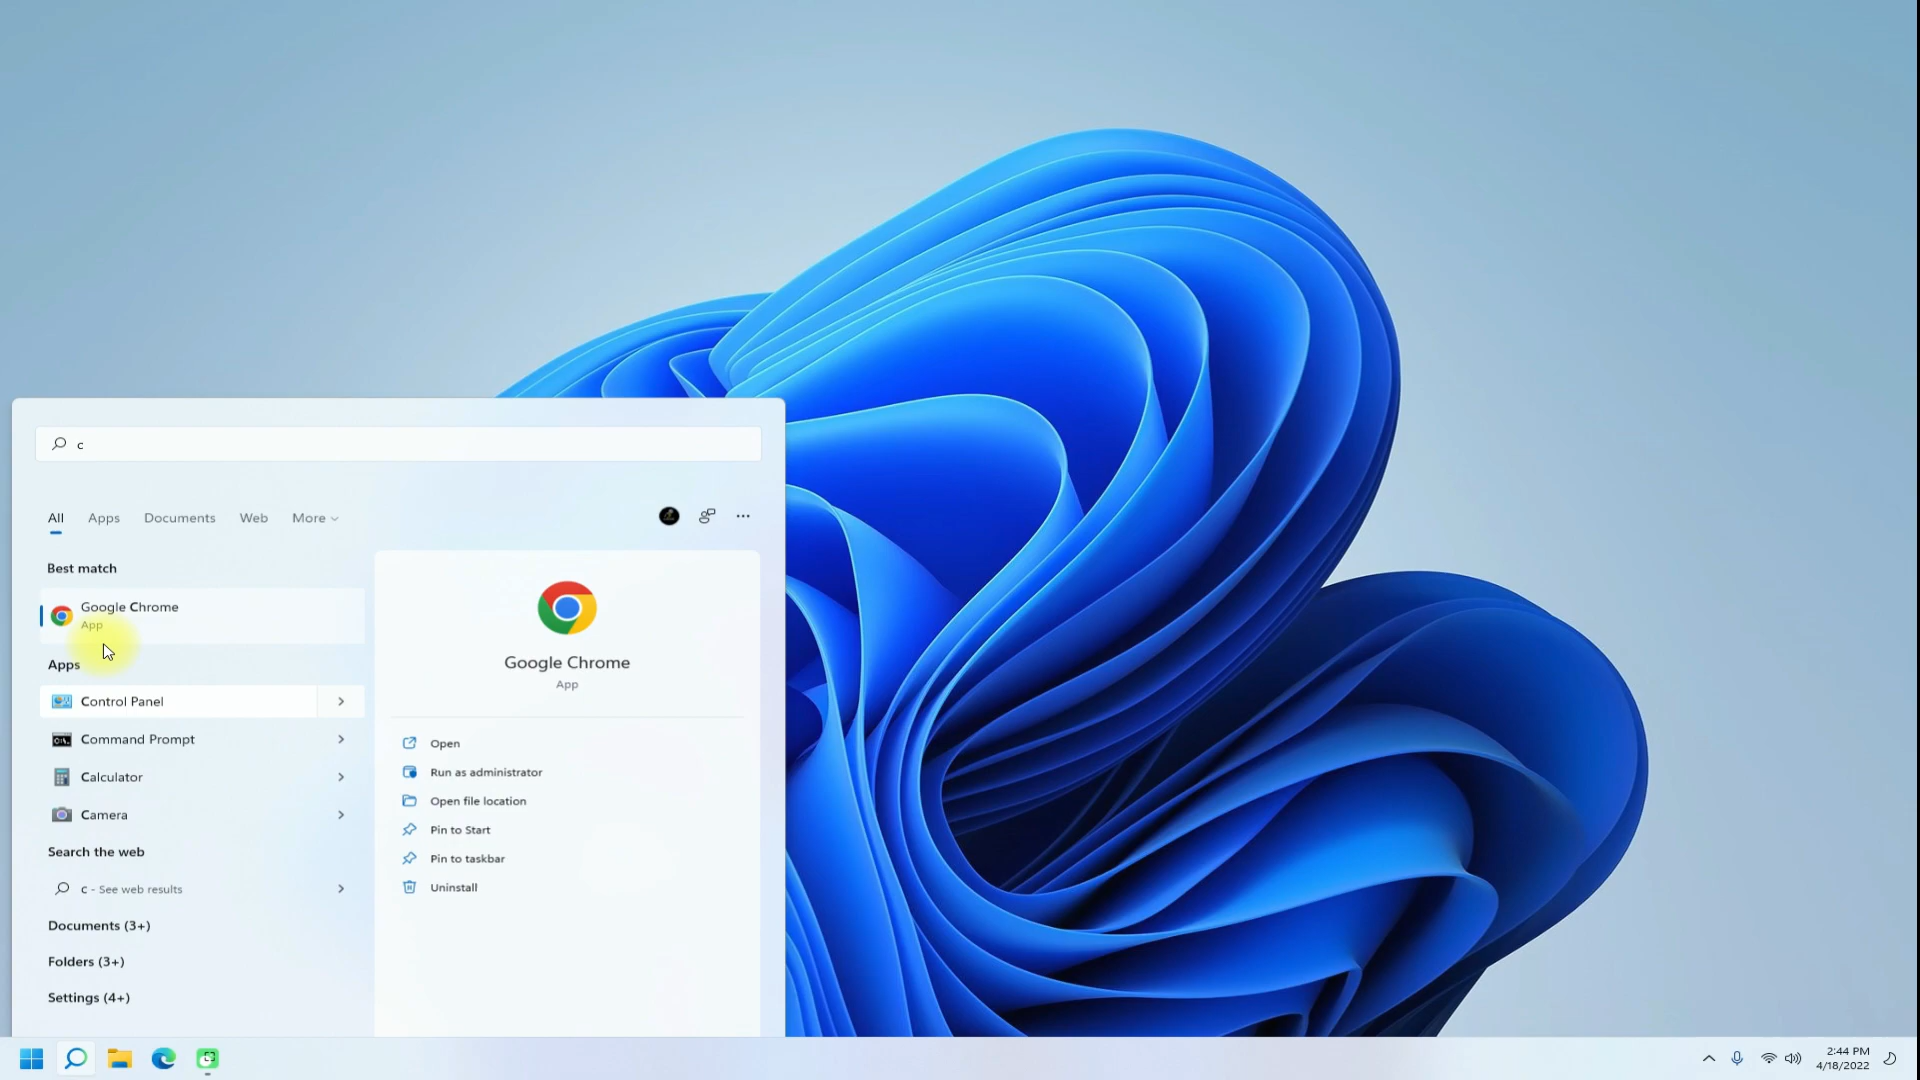 c
All Apps Documents Web More
Best match
Google Chrome
App
Apps
Control Panel
Command Prompt
Calculator
Camera
Search the web
c - See web results
Documents (3+)
Folders (3+)
Settings (4+)
Google Chrome
App
Open
Run as administrator
Open file location
Pin to Start
Pin to taskbar
Uninstall
2:44 PM
4/18/2022